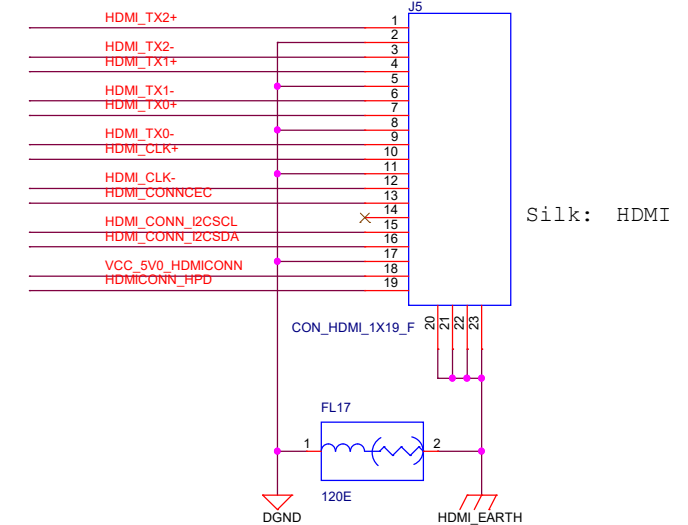 J5
HDMI_TX2+ 1
2
HDMI_TX2- 3
HDMI_TX1+ 4
5
HDMI_TX1- 6
HDMI_TX0+ 7
8
HDMI_TX0- 9
HDMI_CLK+ 10
11
HDMI_CLK- 12
HDMI_CONNCEC 13
14
HDMI_CONN_I2CSCL 15
HDMI_CONN_I2CSDA 16
17
VCC_5V0_HDMICONN 18
HDMICONN_HPD 19
Silk: HDMI
CON_HDMI_1X19_F
20 21 22 23
FL17
1 2
120E
DGND
HDMI_EARTH